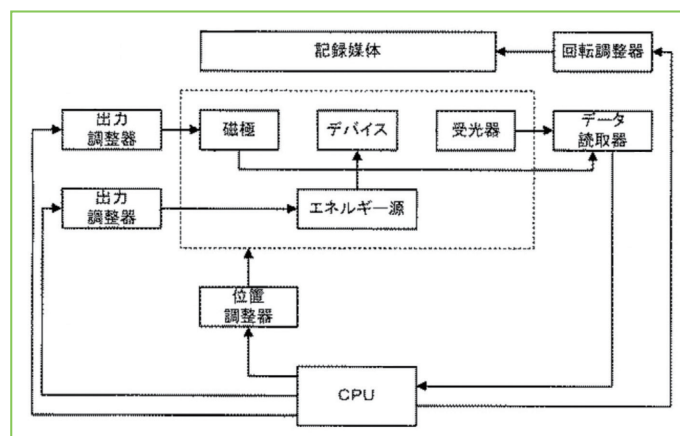 記録媒体
回転調整器
出力
調整器
磁極
デバイス
受光器
データ
読取器
出力
調整器
エネルギー源
位置
調整器
CPU